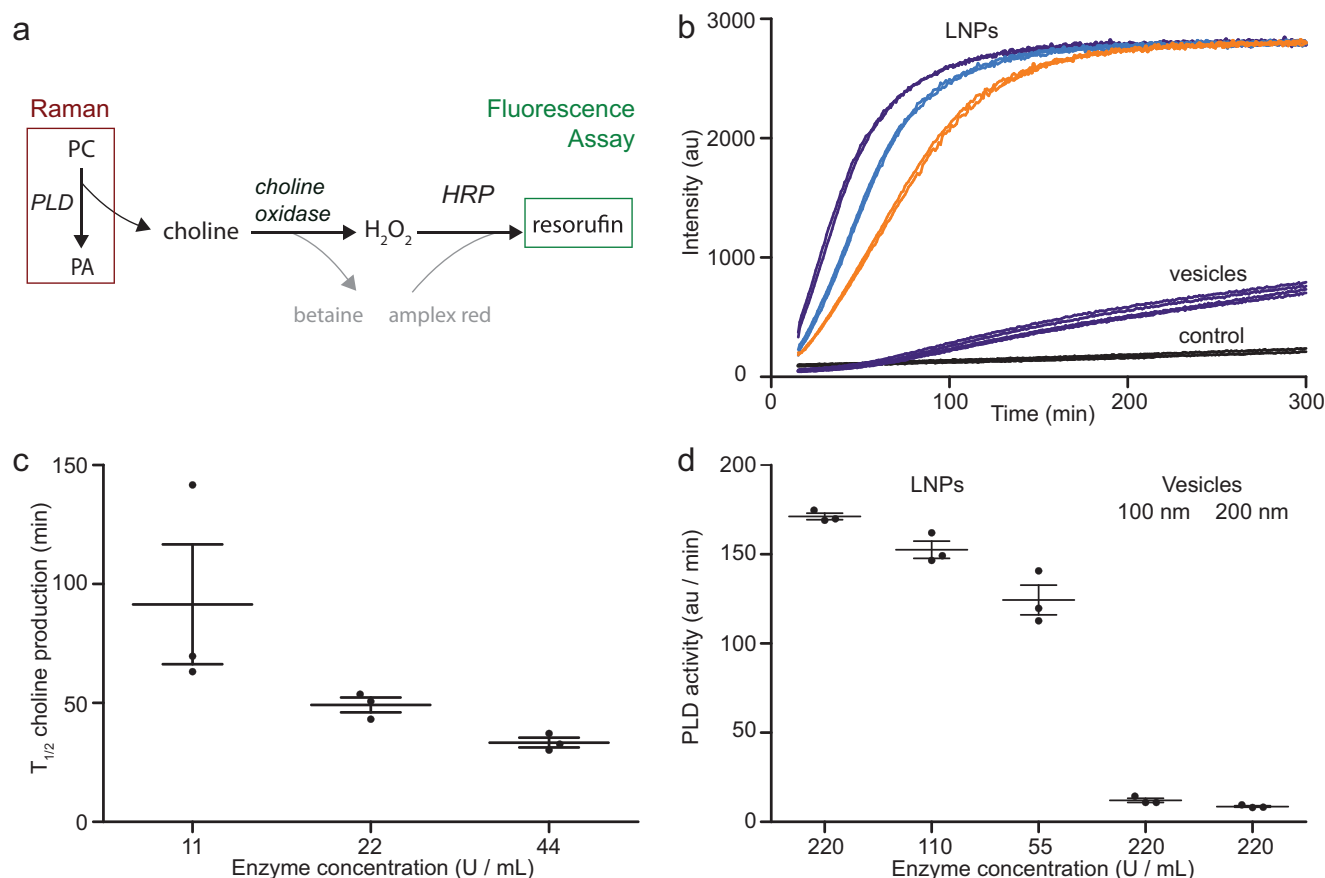 a
Raman
PC
PLD
PA
choline
choline
oxidase
H₂O₂
HRP
Fluorescence
Assay
resorufin
betaine
amplex red
b
3000
2000
1000
0
Intensity (au)
LNPs
vesicles
control
0
100
200
300
Time (min)
c
150
100
50
0
T₁/₂ choline production (min)
11
22
44
Enzyme concentration (U / mL)
d
200
150
100
50
0
PLD activity (au / min)
LNPs
Vesicles
100 nm 200 nm
220
110
55
220
220
Enzyme concentration (U / mL)